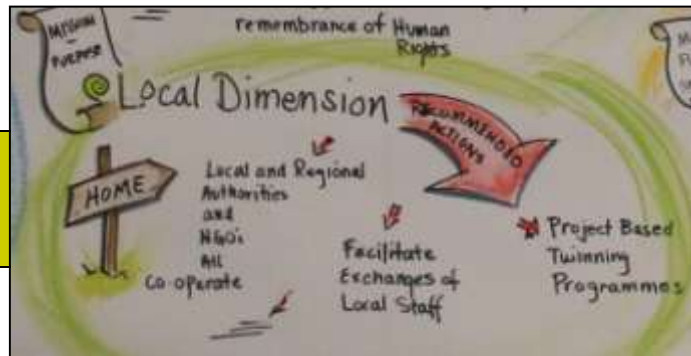 remembrance of Human
Rights
MISSION
PURPOSE
Local Dimension
RECOMMENDED
ACTIONS
HOME
Local and Regional
Authorities
and
NGO's
All
Co operate
Facilitate
Exchanges of
Local Staff
Project Based
Twinning
Programmes